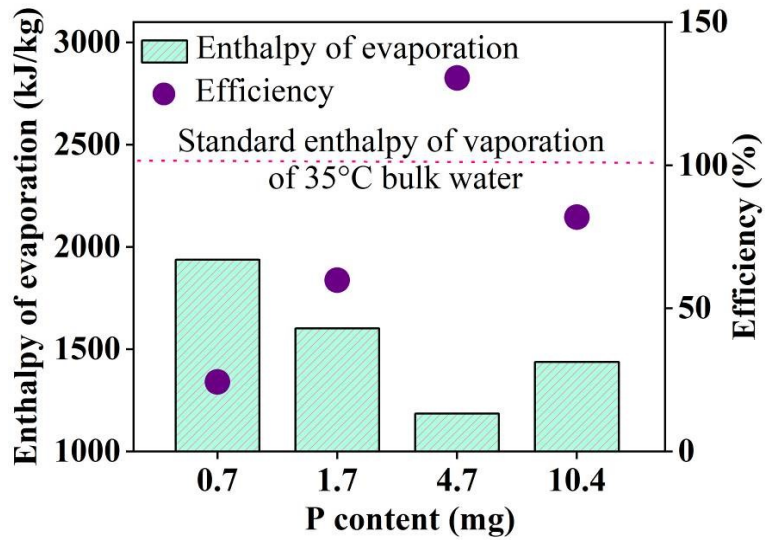 Enthalpy of evaporation (kJ/kg)
3000
2500
2000
1500
1000
Enthalpy of evaporation
Efficiency
Standard enthalpy of vaporation
of 35°C bulk water
150
100
50
0
Efficiency (%)
0.7 1.7 4.7 10.4
P content (mg)